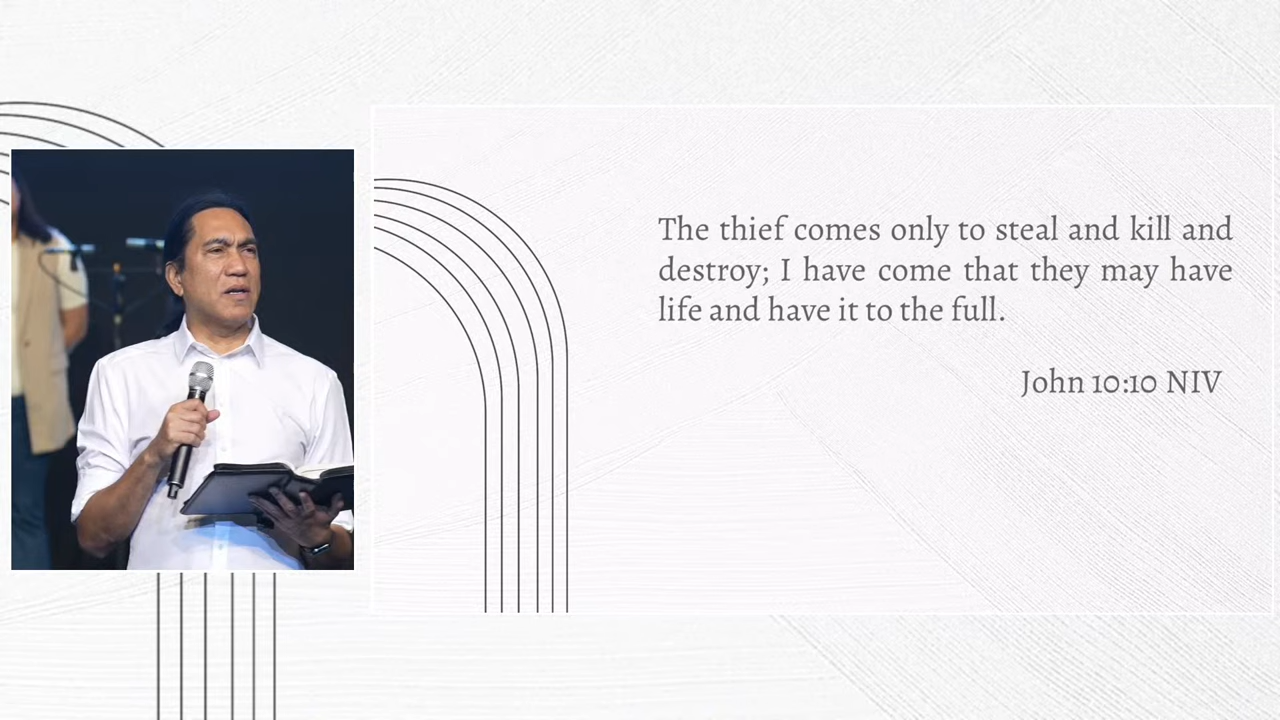 The thief comes only to steal and kill and
destroy; I have come that they may have
life and have it to the full.
John 10:10 NIV